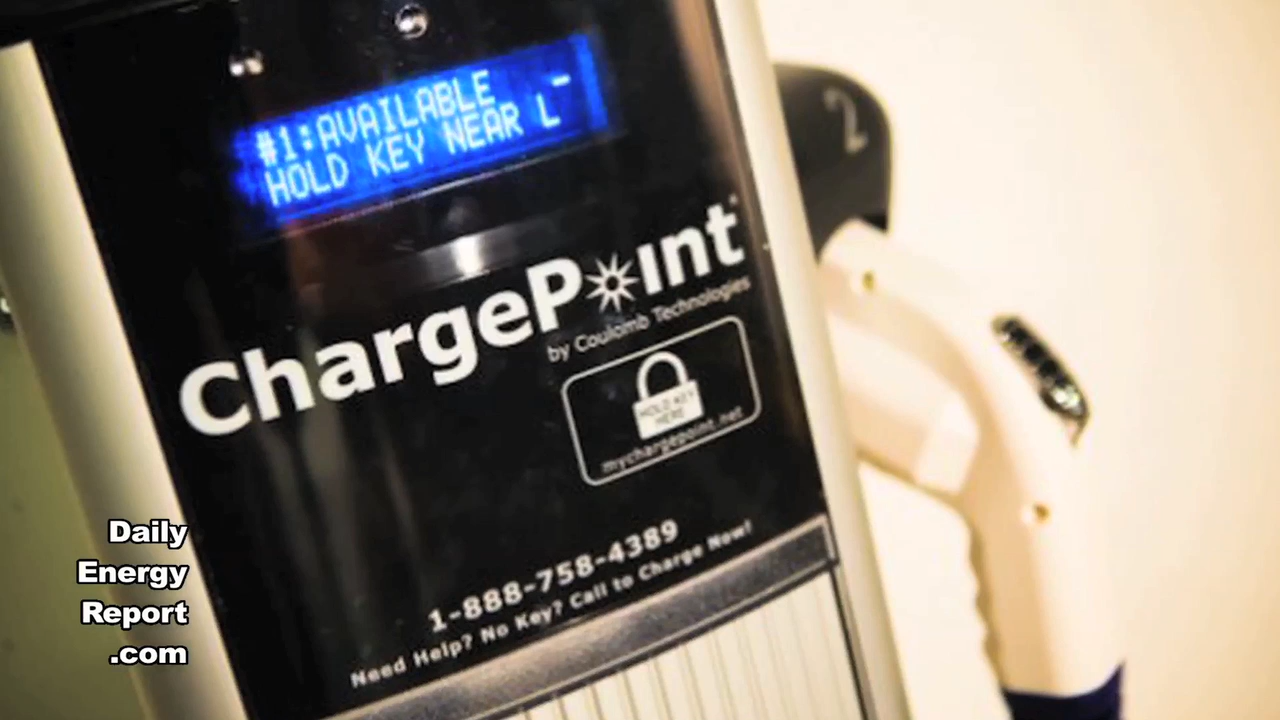 #1:AVAILABLE -
HOLD KEY NEAR L
2
ChargePoint
by Coulomb Technologies
HOLD KEY
HERE
mychargepoint.net
1-888-758-4389
Need Help? No Key? Call to Charge Now!
Daily
Energy
Report
.com